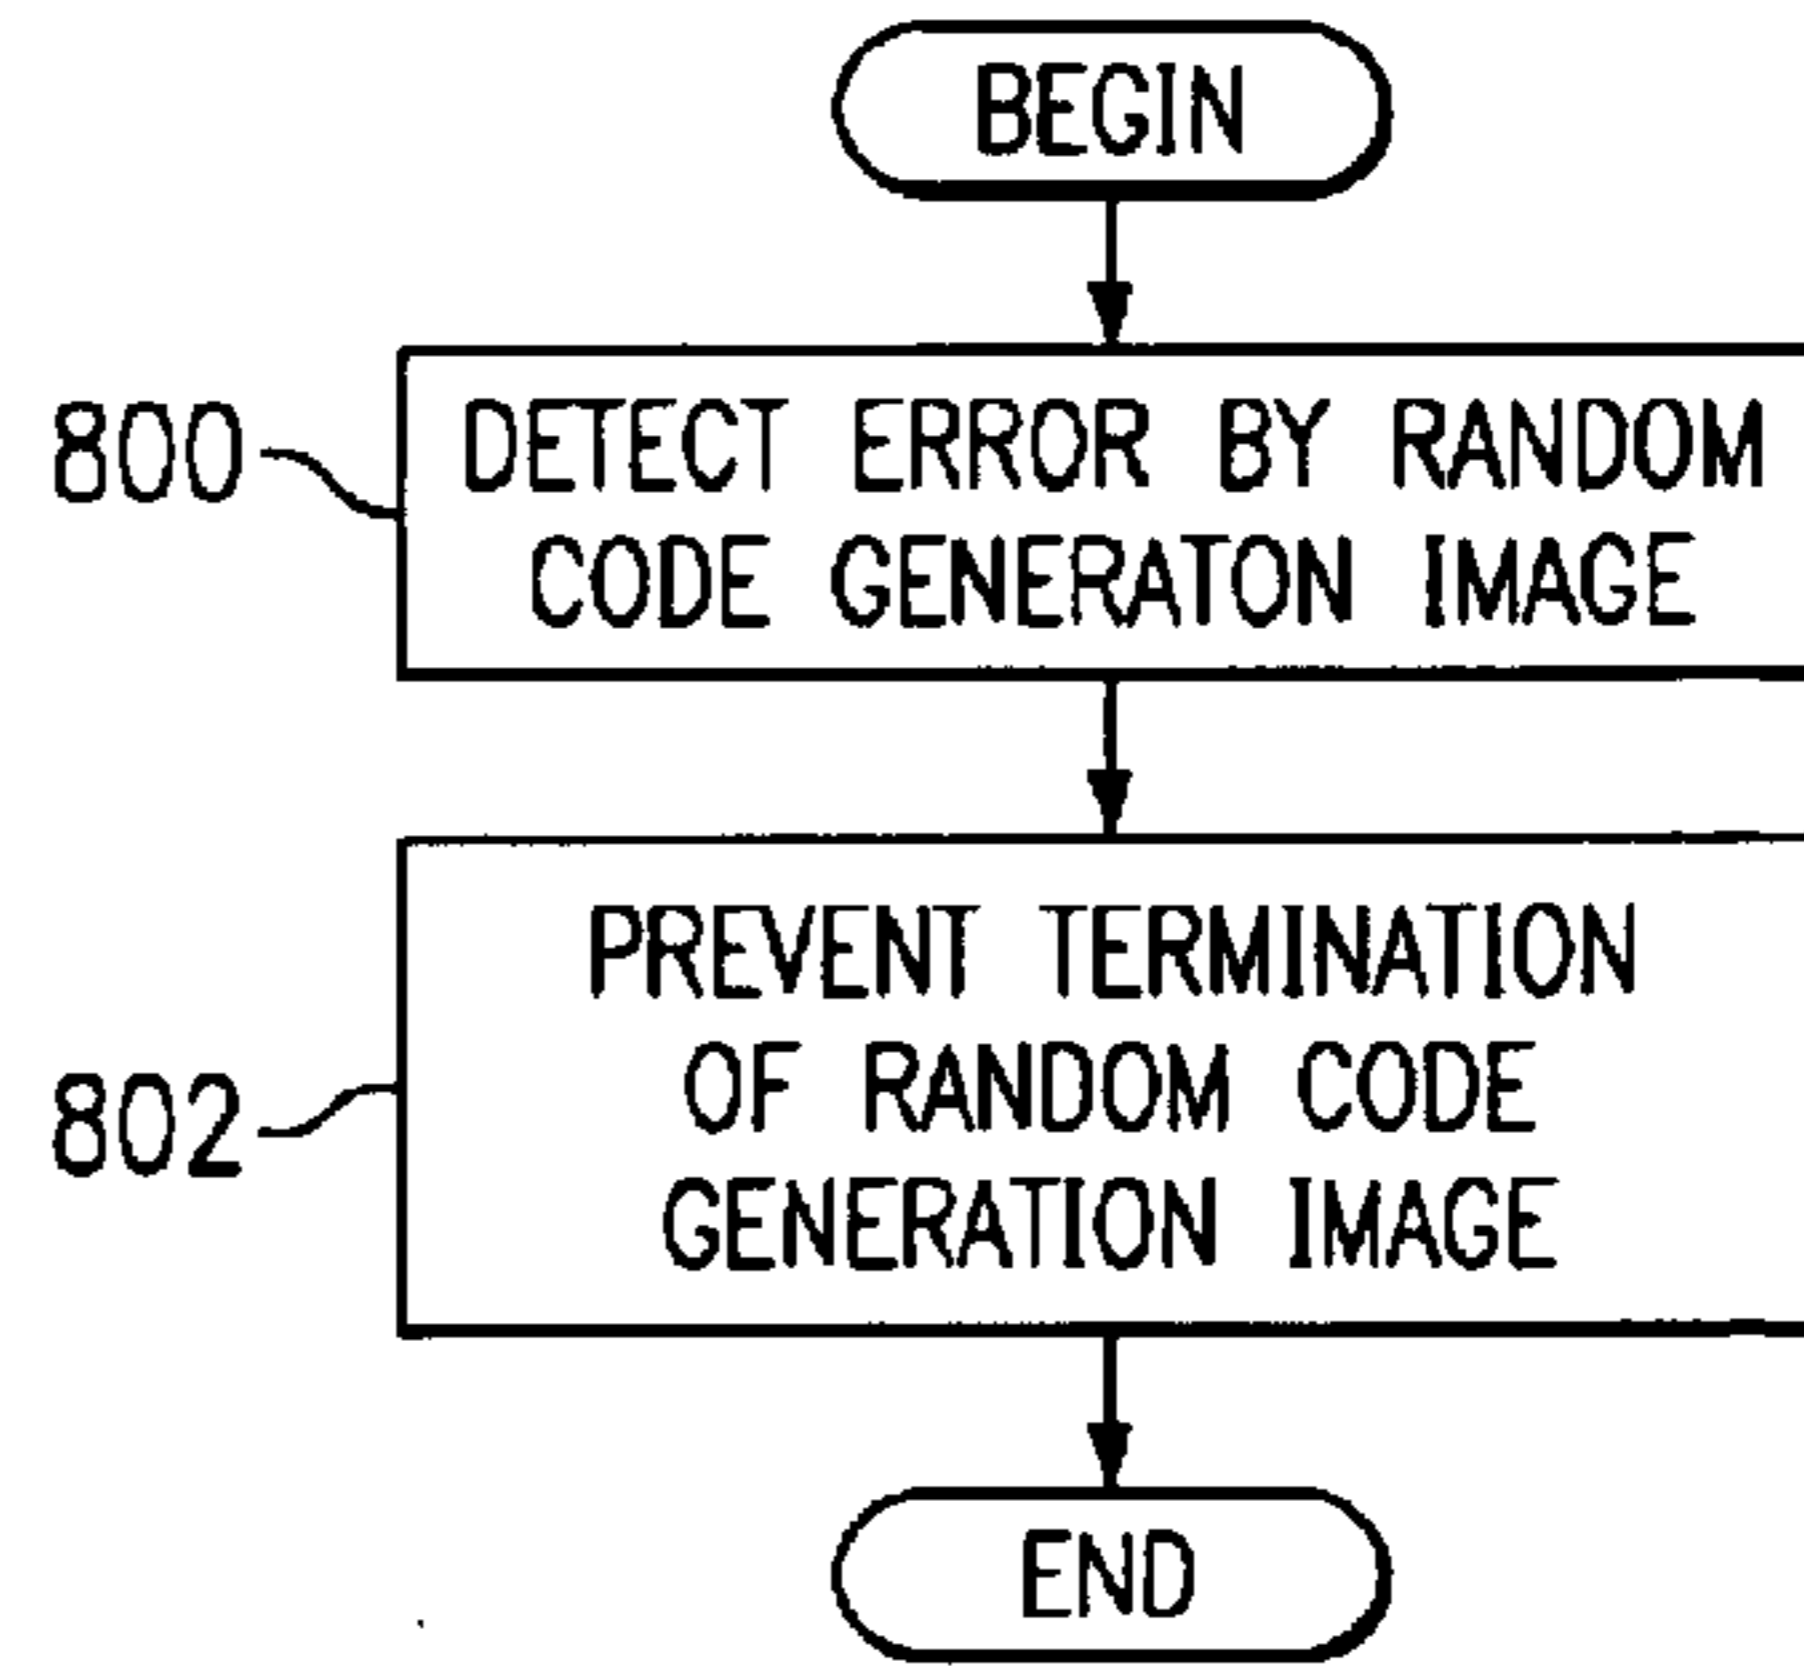 BEGIN
800
DETECT ERROR BY RANDOM
CODE GENERATON IMAGE
802
PREVENT TERMINATION
OF RANDOM CODE
GENERATION IMAGE
END